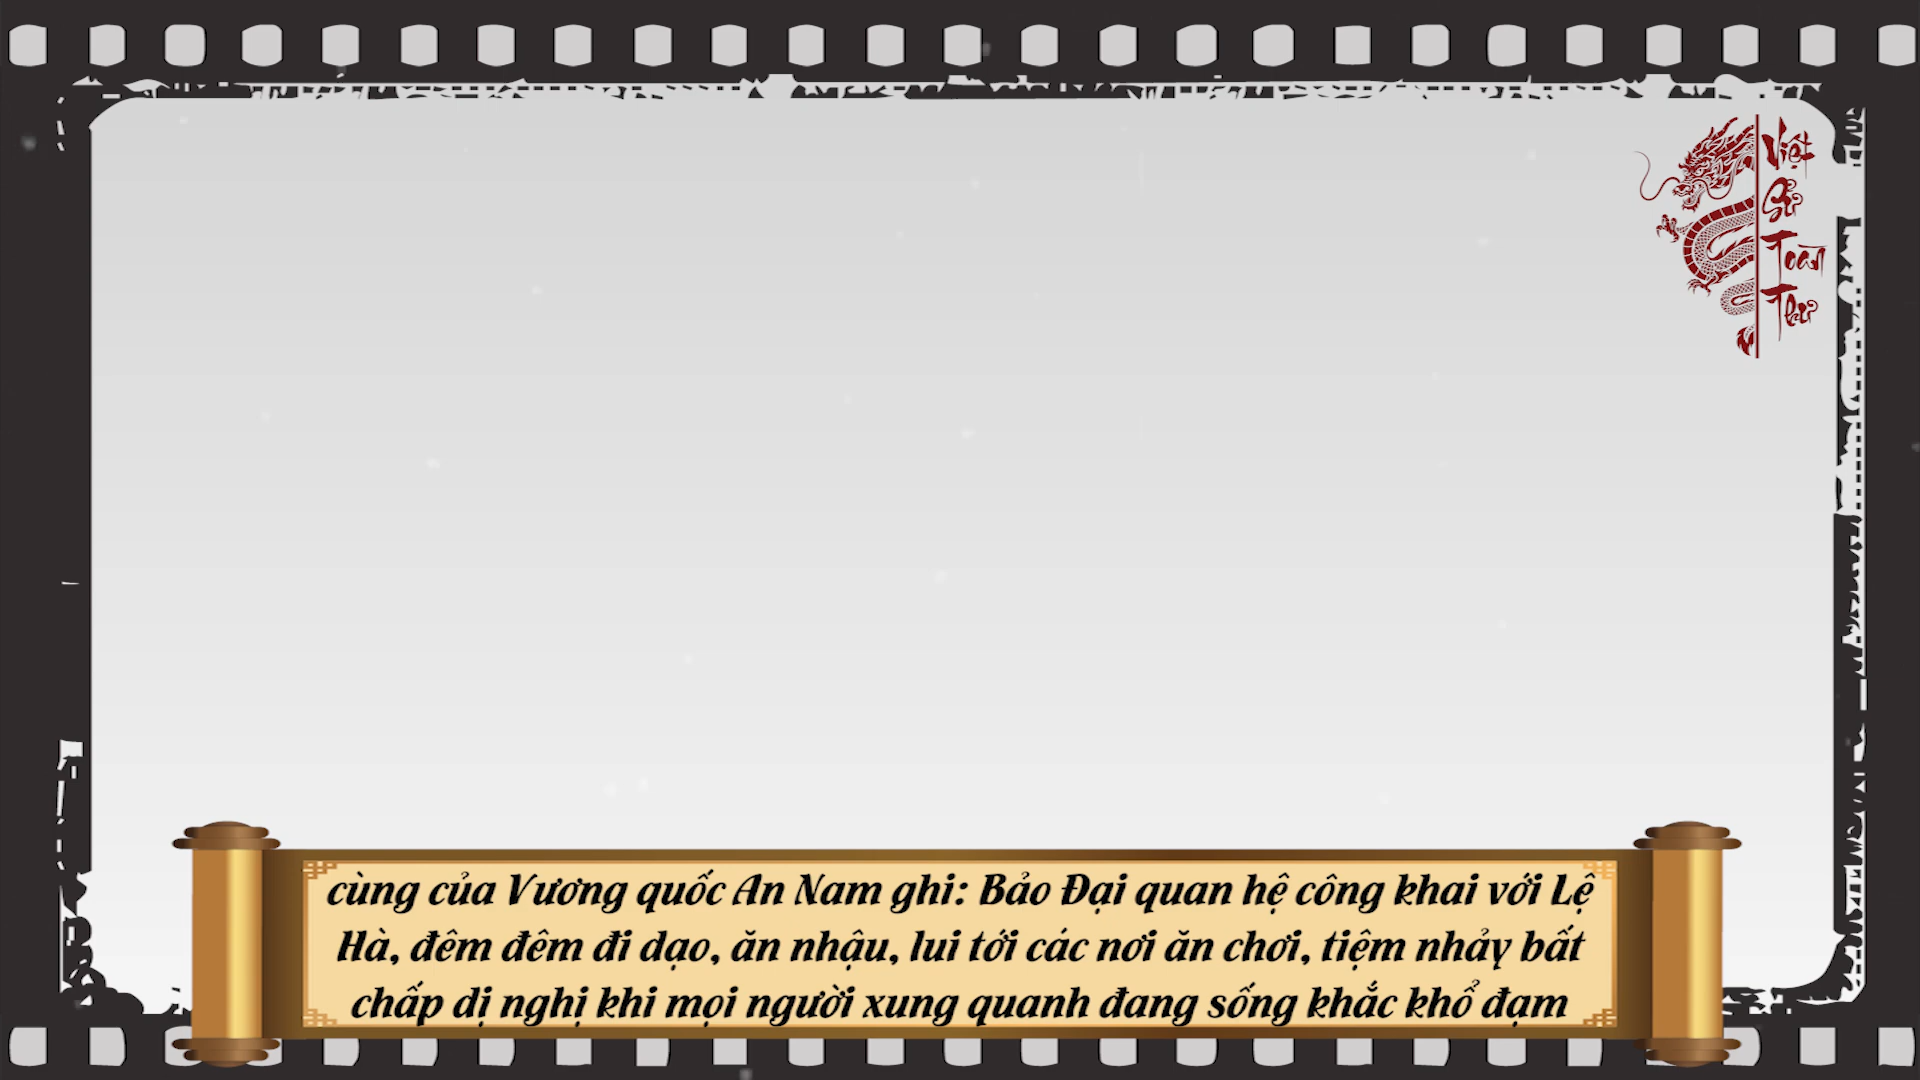 Việt
Sử
Toàn
Thư
cùng của Vương quốc An Nam ghi: Bảo Đại quan hệ công khai với Lệ
Hà, đêm đêm đi dạo, ăn nhậu, lui tới các nơi ăn chơi, tiệm nhảy bất
chấp dị nghị khi mọi người xung quanh đang sống khắc khổ đạm